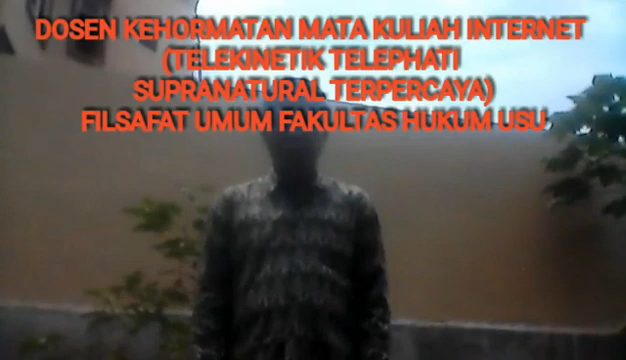 DOSEN KEHORMATAN MATA KULIAH INTERNET
(TELEKINETIK TELEPHATI
SUPRANATURAL TERPERCAYA)
FILSAFAT UMUM FAKULTAS HUKUM USU